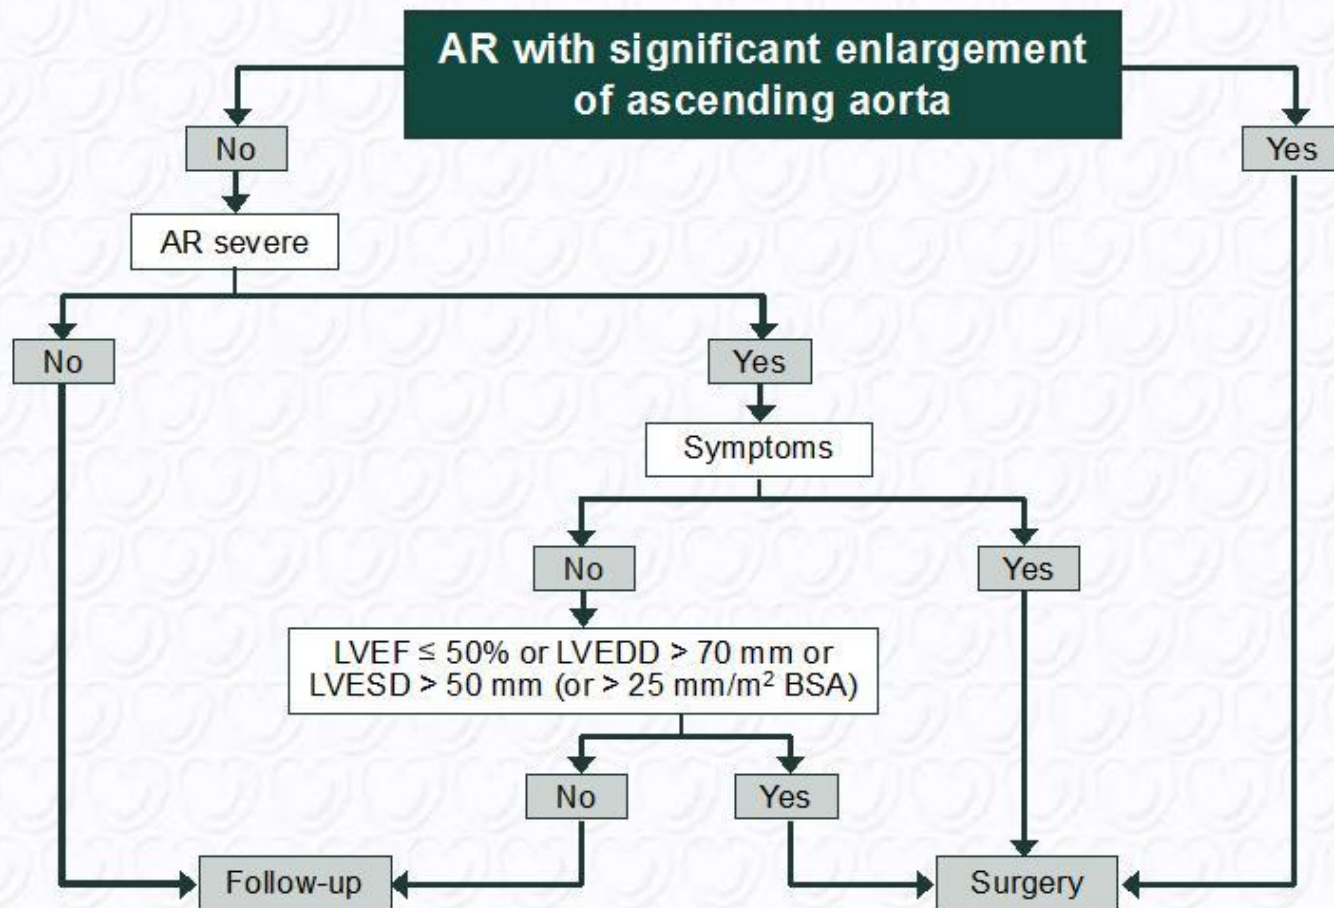 AR with significant enlargement
of ascending aorta
No
Yes
AR severe
No
Yes
Symptoms
No
Yes
LVEF ≤ 50% or LVEDD > 70 mm or
LVESD > 50 mm (or > 25 mm/m² BSA)
No
Yes
Follow-up
Surgery